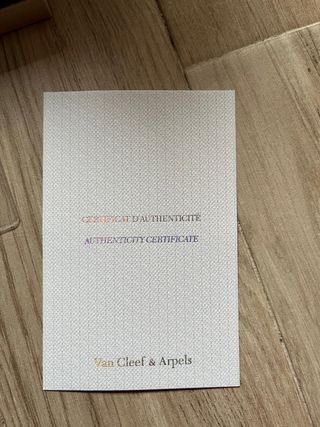 CERTIFICAT D'AUTHENTICITÉ
AUTHENTICITY CERTIFICATE
Van Cleef & Arpels